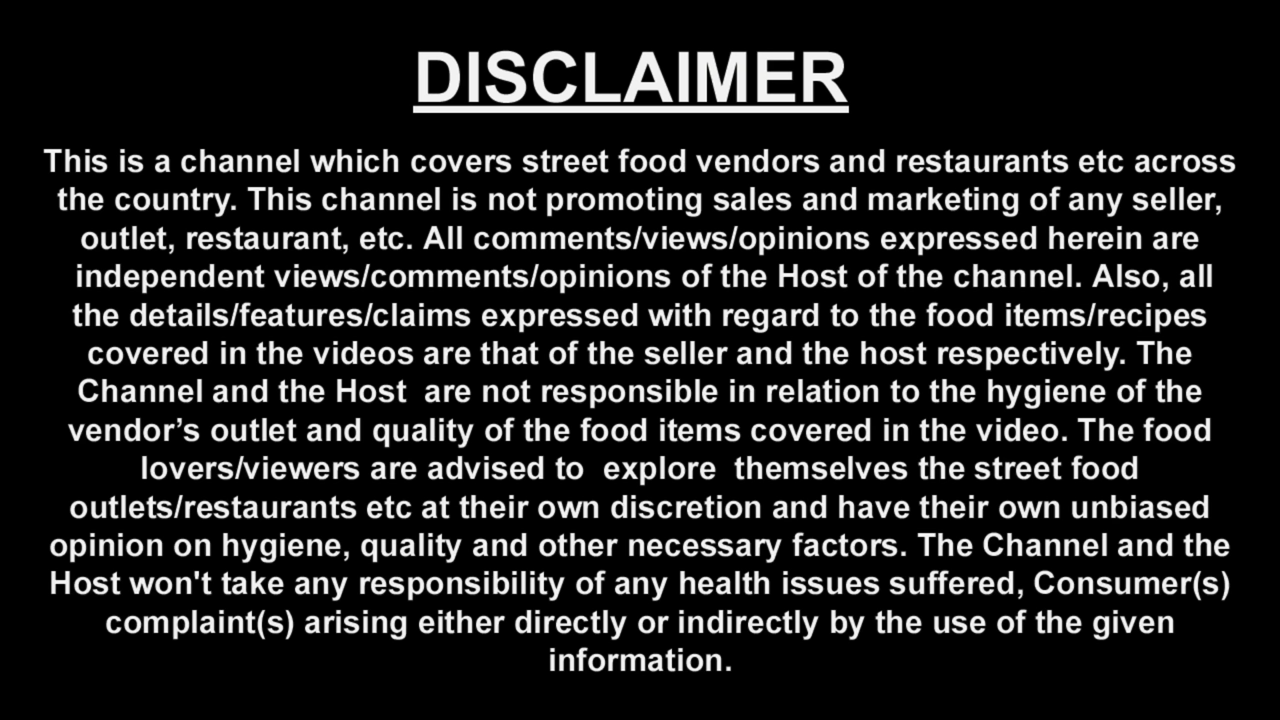 DISCLAIMER
This is a channel which covers street food vendors and restaurants etc across
the country. This channel is not promoting sales and marketing of any seller,
outlet, restaurant, etc. All comments/views/opinions expressed herein are
independent views/comments/opinions of the Host of the channel. Also, all
the details/features/claims expressed with regard to the food items/recipes
covered in the videos are that of the seller and the host respectively. The
Channel and the Host  are not responsible in relation to the hygiene of the
vendor’s outlet and quality of the food items covered in the video. The food
lovers/viewers are advised to  explore  themselves the street food
outlets/restaurants etc at their own discretion and have their own unbiased
opinion on hygiene, quality and other necessary factors. The Channel and the
Host won't take any responsibility of any health issues suffered, Consumer(s)
complaint(s) arising either directly or indirectly by the use of the given
information.